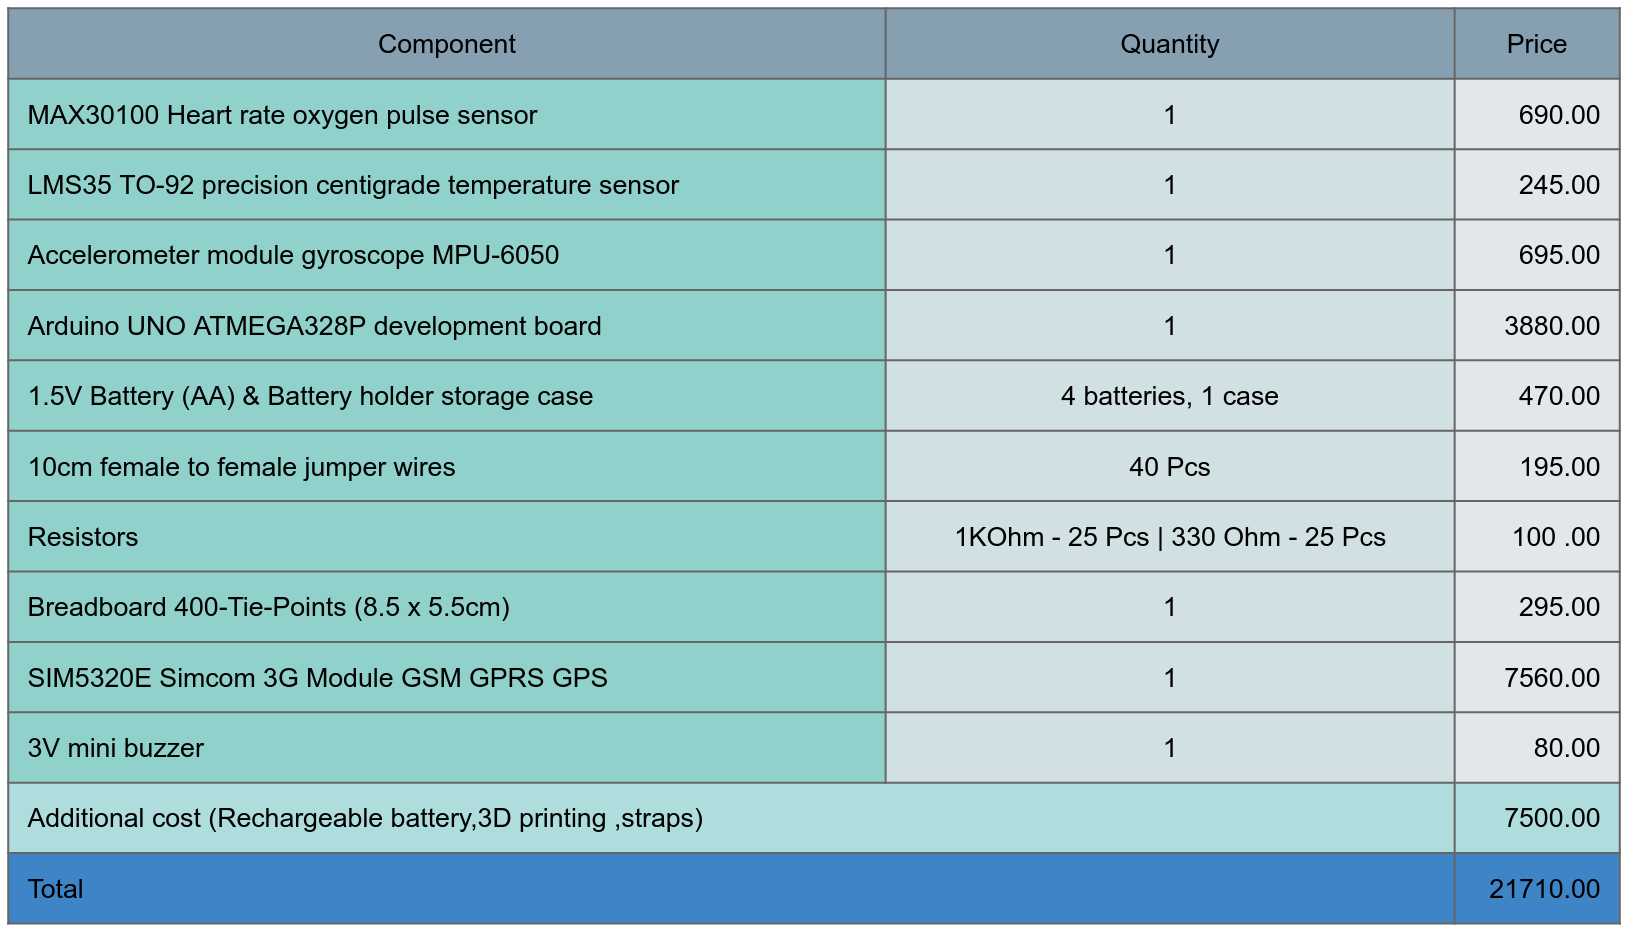 Component Quantity Price
MAX30100 Heart rate oxygen pulse sensor 1 690.00
LMS35 TO-92 precision centigrade temperature sensor 1 245.00
Accelerometer module gyroscope MPU-6050 1 695.00
Arduino UNO ATMEGA328P development board 1 3880.00
1.5V Battery (AA) & Battery holder storage case 4 batteries, 1 case 470.00
10cm female to female jumper wires 40 Pcs 195.00
Resistors 1KOhm - 25 Pcs | 330 Ohm - 25 Pcs 100 .00
Breadboard 400-Tie-Points (8.5 x 5.5cm) 1 295.00
SIM5320E Simcom 3G Module GSM GPRS GPS 1 7560.00
3V mini buzzer 1 80.00
Additional cost (Rechargeable battery,3D printing ,straps) 7500.00
Total 21710.00